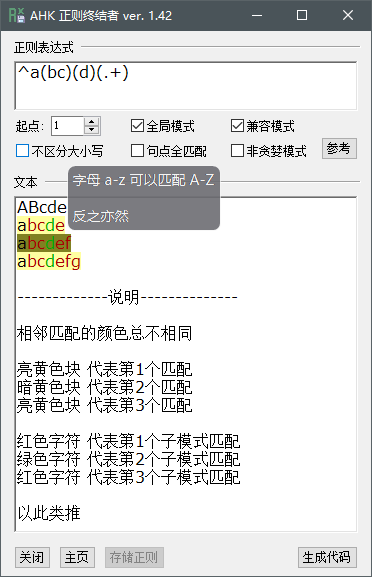 AHK 正则终结者 ver. 1.42
正则表达式
^a(bc)(d)(.+)
起点: 1 全局模式 兼容模式
不区分大小写 句点全匹配 非贪婪模式 参考
文本
字母 a-z 可以匹配 A-Z
反之亦然
ABcde
abcde
abcdef
abcdefg
-------------说明--------------
相邻匹配的颜色总不相同
亮黄色块 代表第1个匹配
暗黄色块 代表第2个匹配
亮黄色块 代表第3个匹配
红色字符 代表第1个子模式匹配
绿色字符 代表第2个子模式匹配
红色字符 代表第3个子模式匹配
以此类推
关闭 主页 存储正则 生成代码